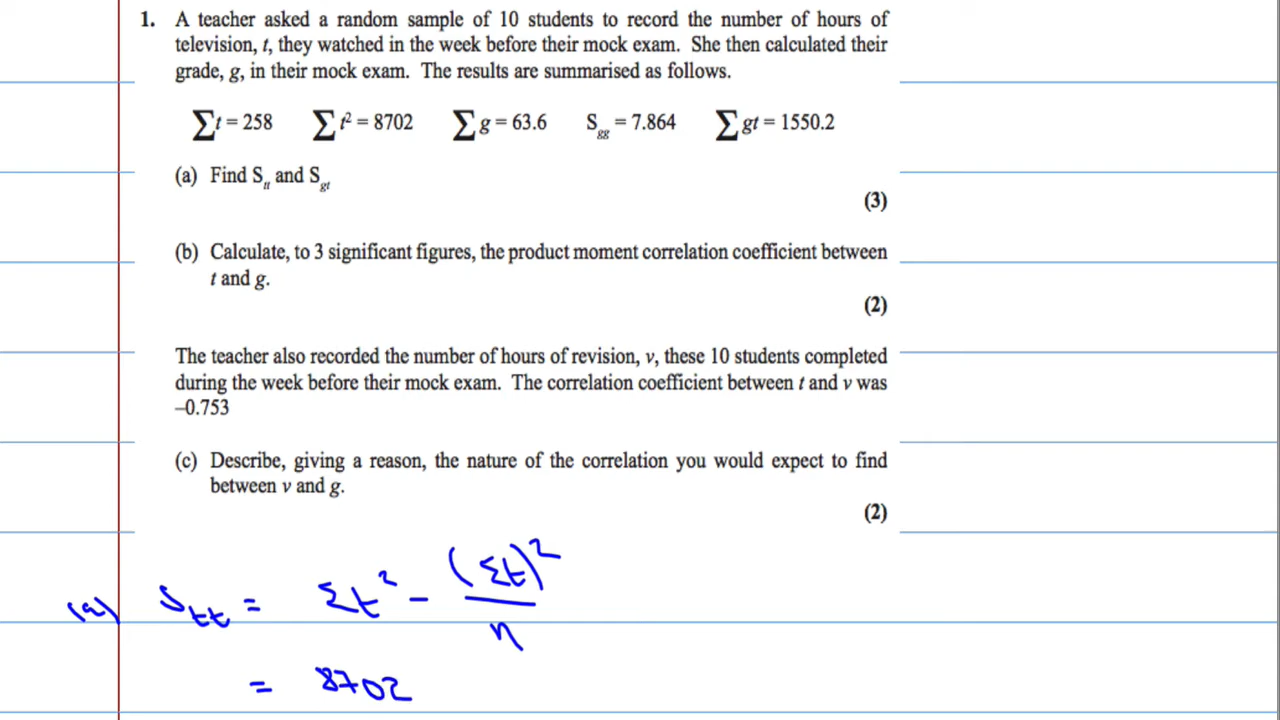 1. A teacher asked a random sample of 10 students to record the number of hours of
television, t, they watched in the week before their mock exam. She then calculated their
grade, g, in their mock exam. The results are summarised as follows.
∑t = 258 ∑t² = 8702 ∑g = 63.6 S_gg = 7.864 ∑gt = 1550.2
(a) Find S_tt and S_gt
(3)
(b) Calculate, to 3 significant figures, the product moment correlation coefficient between
t and g.
(2)
The teacher also recorded the number of hours of revision, v, these 10 students completed
during the week before their mock exam. The correlation coefficient between t and v was
–0.753
(c) Describe, giving a reason, the nature of the correlation you would expect to find
between v and g.
(2)
(a) S_tt = Σt² - (Σt)²/n
= 8702